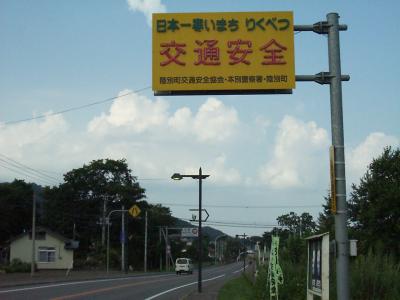 日本一寒いまち りくべつ
交通安全
陸別町交通安全協会・本別警察署・陸別町